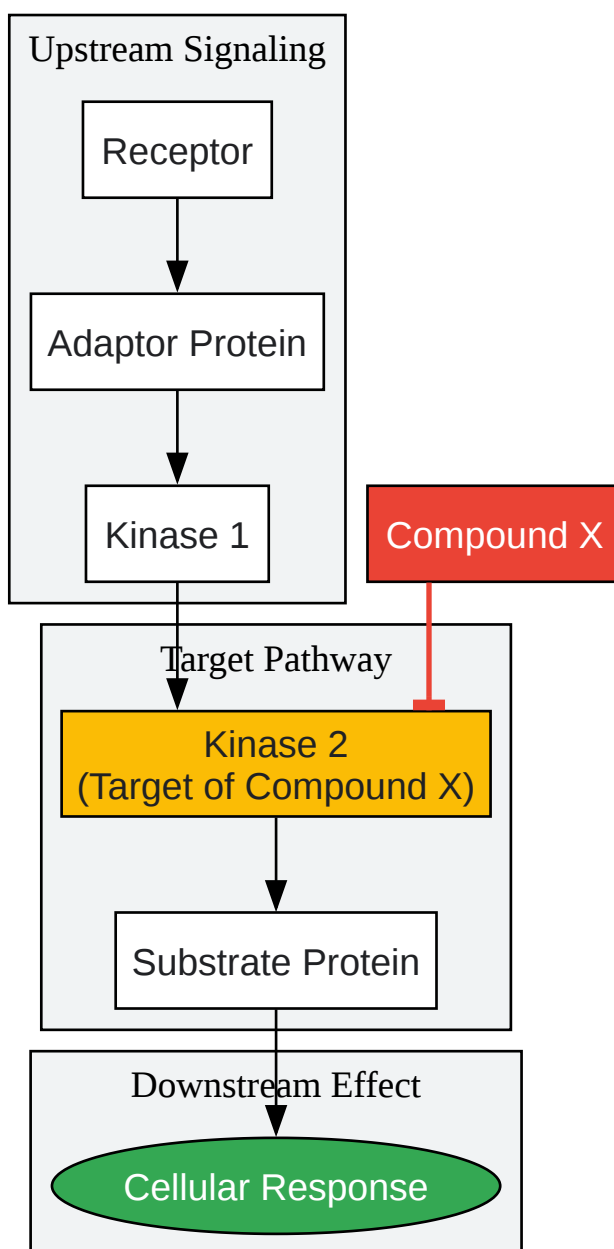 Upstream Signaling
Receptor
Adaptor Protein
Kinase 1
Compound X
Target Pathway
Kinase 2
(Target of Compound X)
Substrate Protein
Downstream Effect
Cellular Response